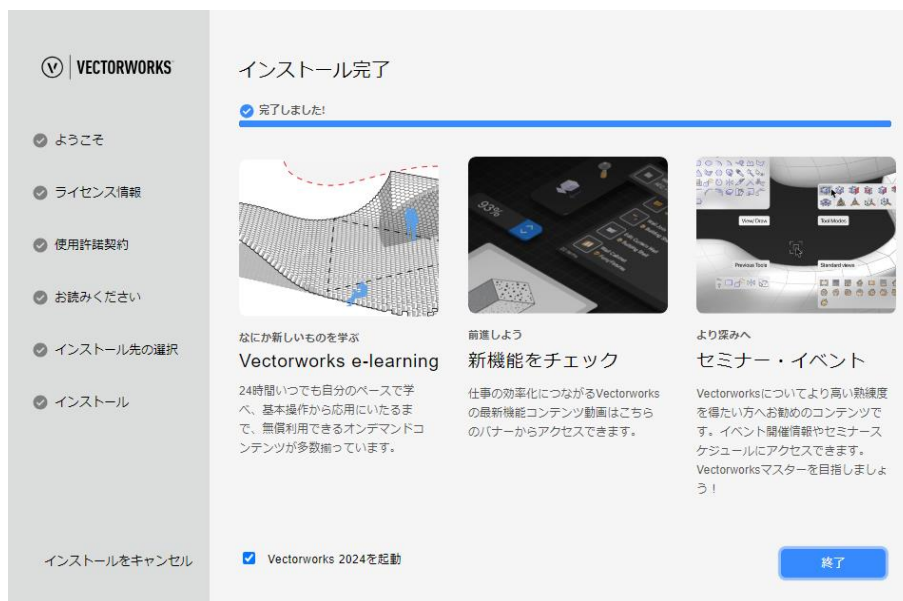 VECTORWORKS
ようこそ
ライセンス情報
使用許諾契約
お読みください
インストール先の選択
インストール
インストールをキャンセル
インストール完了
完了しました!
93%
View/Draw
Tool Modes
Previous Tools
Standard views
なにか新しいものを学ぶ
Vectorworks e-learning
24時間いつでも自分のペースで学
べ、基本操作から応用にいたるま
で、無償利用できるオンデマンドコ
ンテンツが多数揃っています。
前進しよう
新機能をチェック
仕事の効率化につながるVectorworks
の最新機能コンテンツ動画はこちら
のバナーからアクセスできます。
より深みへ
セミナー・イベント
Vectorworksについてより高い熟練度
を得たい方へお勧めのコンテンツで
す。イベント開催情報やセミナース
ケジュールにアクセスできます。
Vectorworksマスターを目指しましょ
う！
Vectorworks 2024を起動
終了